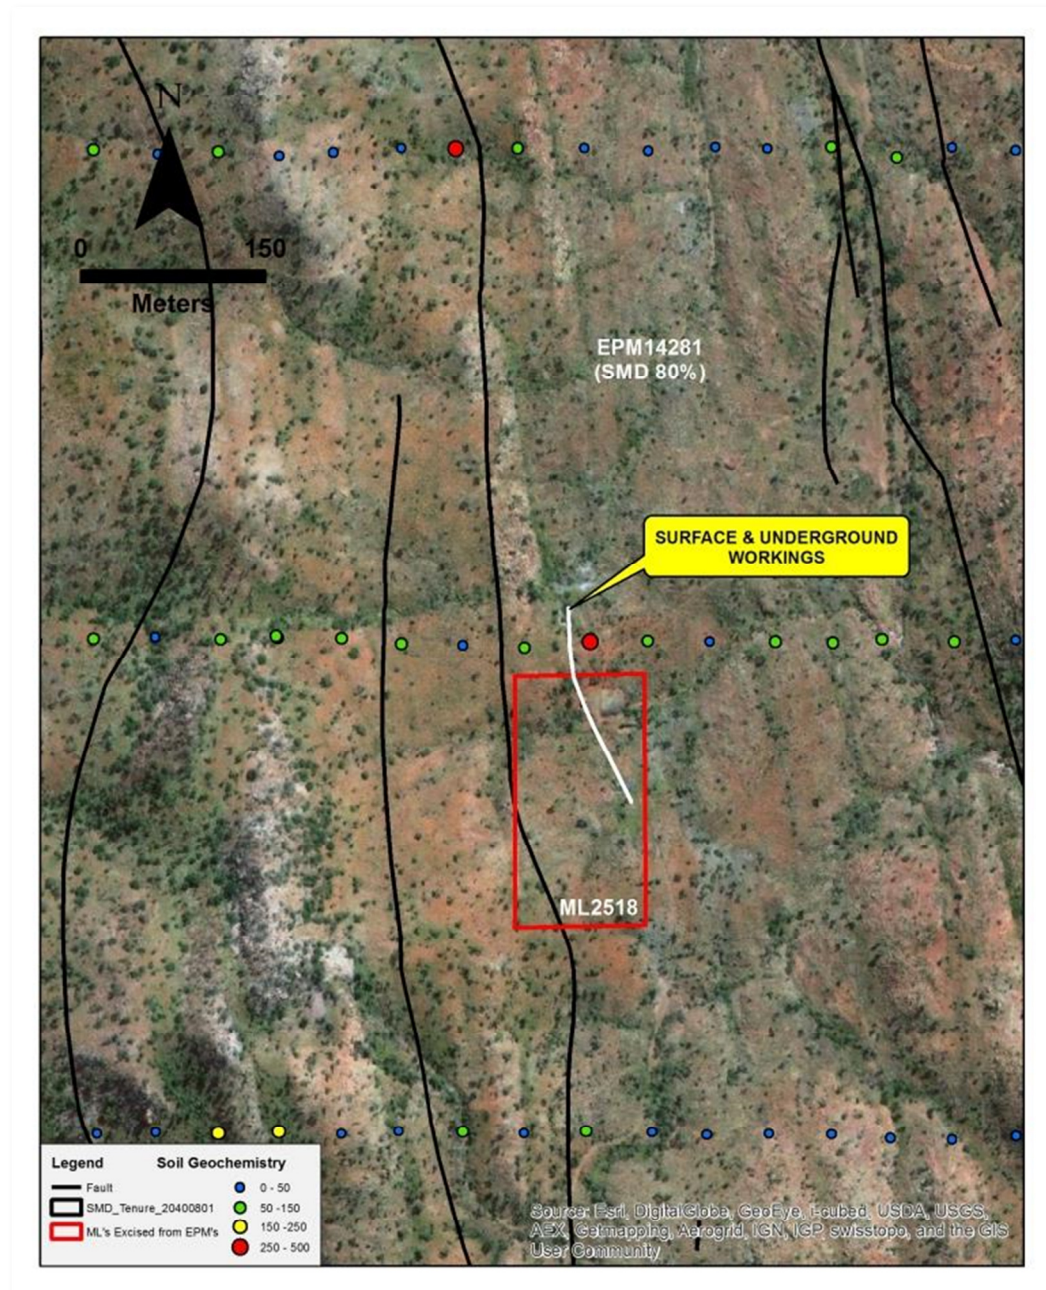 N
0 150
Meters
EPM14281
(SMD 80%)
SURFACE & UNDERGROUND
WORKINGS
ML2518
Legend Soil Geochemistry
Fault
SMD_Tenure_20400801
ML's Excised from EPM's
0 - 50
50 -150
150 -250
250 - 500
Source: Esri, DigitalGlobe, GeoEye, i-cubed, USDA, USGS,
AEX, Getmapping, Aerogrid, IGN, IGP, swisstopo, and the GIS
User Community